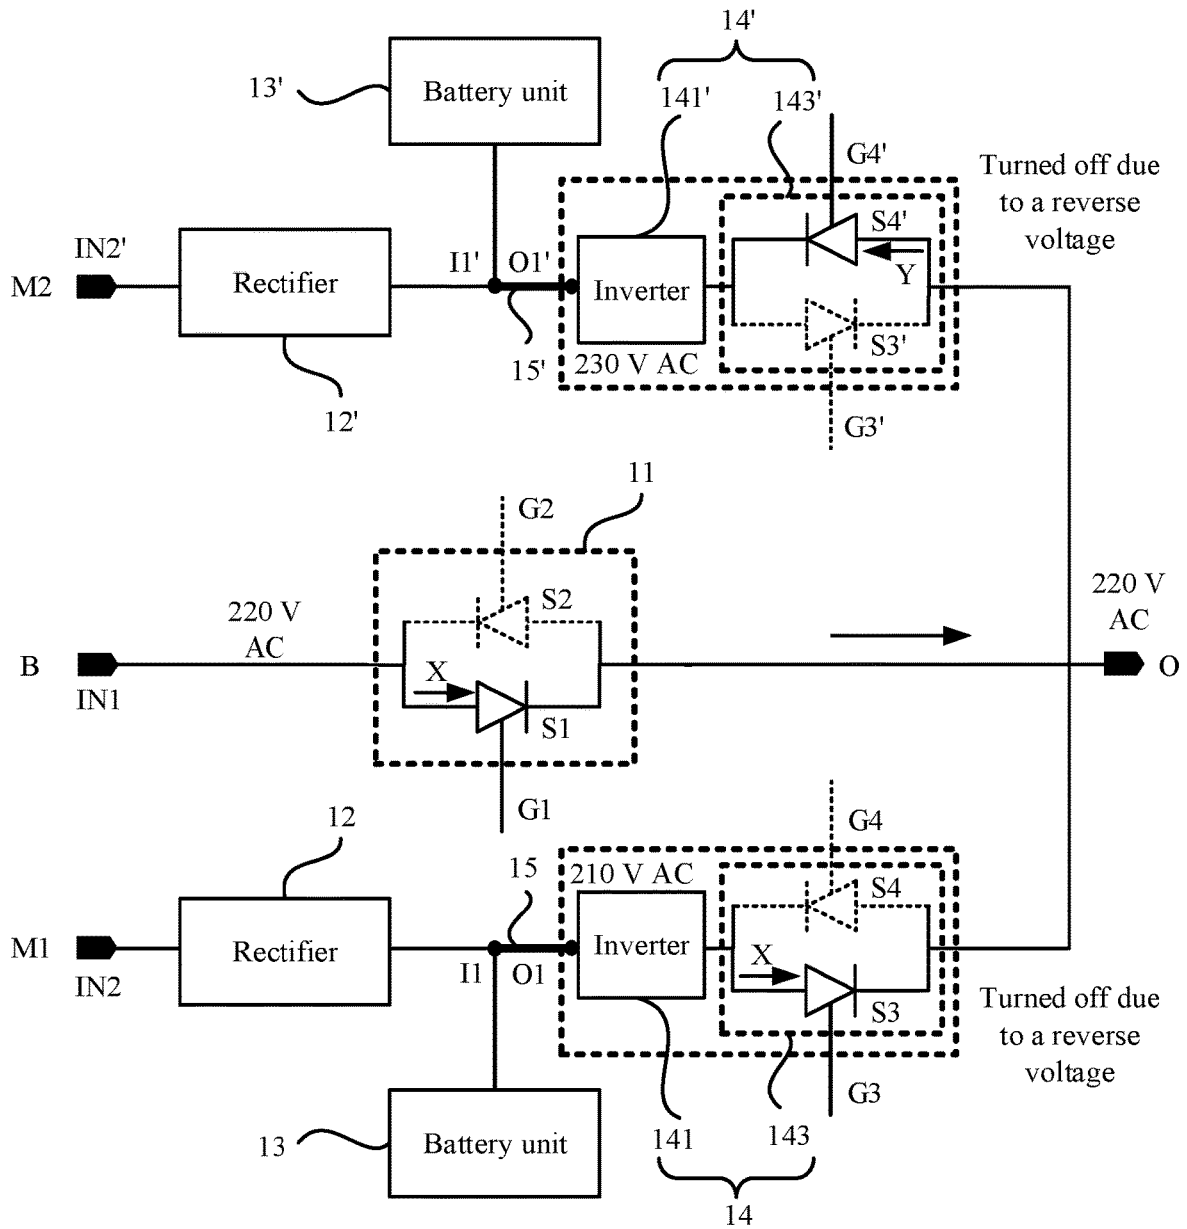 14'
13'
Battery unit
141'
143'
G4'
Turned off due
to a reverse
voltage
IN2'
M2
Rectifier
I1'
O1'
Inverter
S4'
Y
S3'
15'
230 V AC
12'
G3'
11
G2
220 V
AC
S2
220 V
AC
B
X
O
IN1
S1
G1
12
G4
15
210 V AC
S4
M1
Rectifier
Inverter
X
IN2
I1
O1
S3
Turned off due
to a reverse
voltage
G3
13
Battery unit
141
143
14